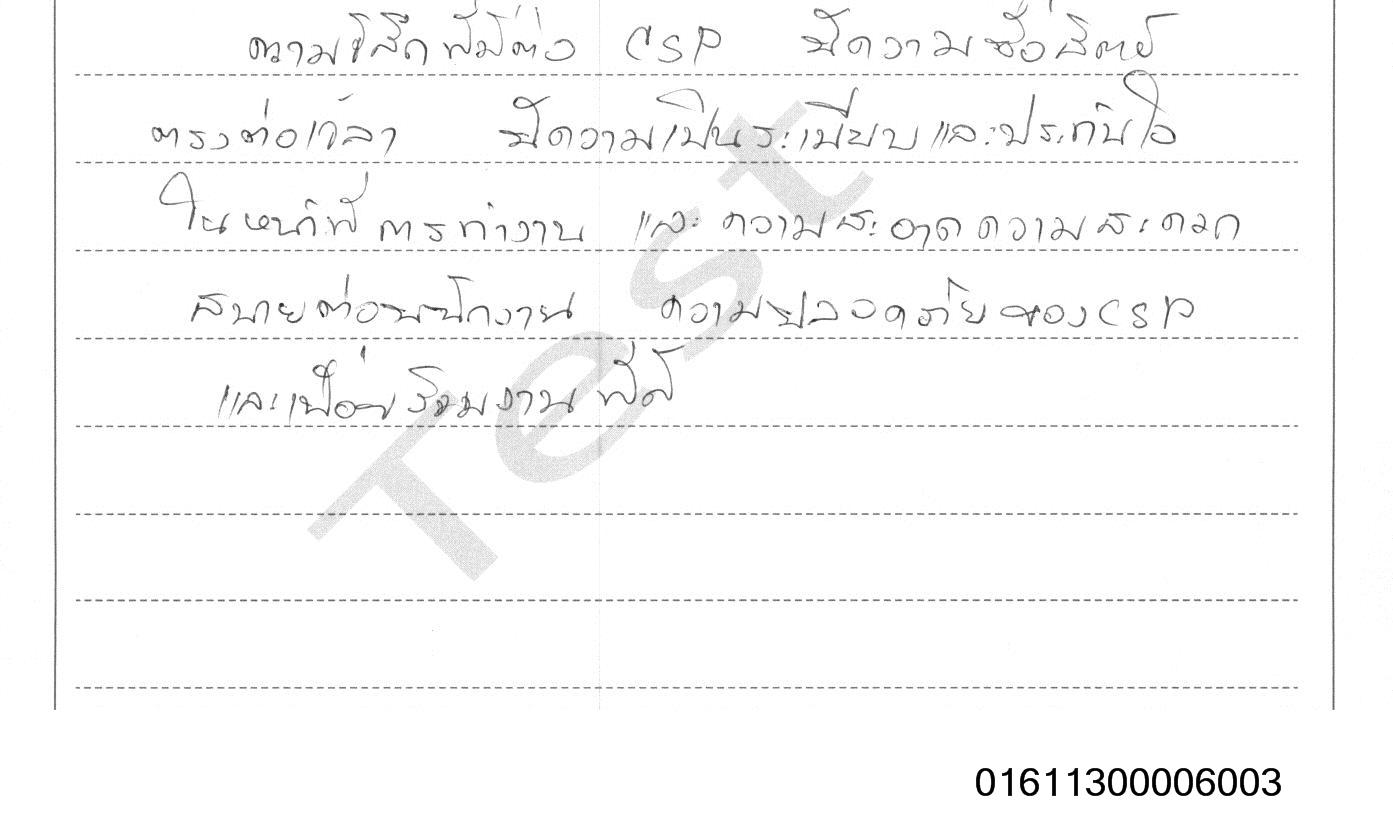 ความรู้สึกที่มีต่อ CSP มีความซื่อสัตย์
ตรงต่อเวลา มีความเป็นระเบียบและประทับใจ
ในหน้าที่การทำงาน และความสะอาดความสะดวก
สบายต่อพนักงาน ความปลอดภัยของ CSP
และเพื่อนร่วมงานที่ดี
Test
01611300006003